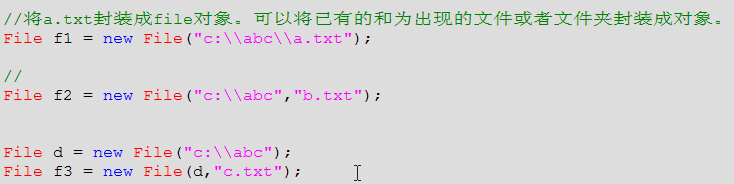 //将a.txt封装成file对象。可以将已有的和为出现的文件或者文件夹封装成对象。
File f1 = new File("c:\\abc\\a.txt");
//
File f2 = new File("c:\\abc","b.txt");
File d = new File("c:\\abc");
File f3 = new File(d,"c.txt");